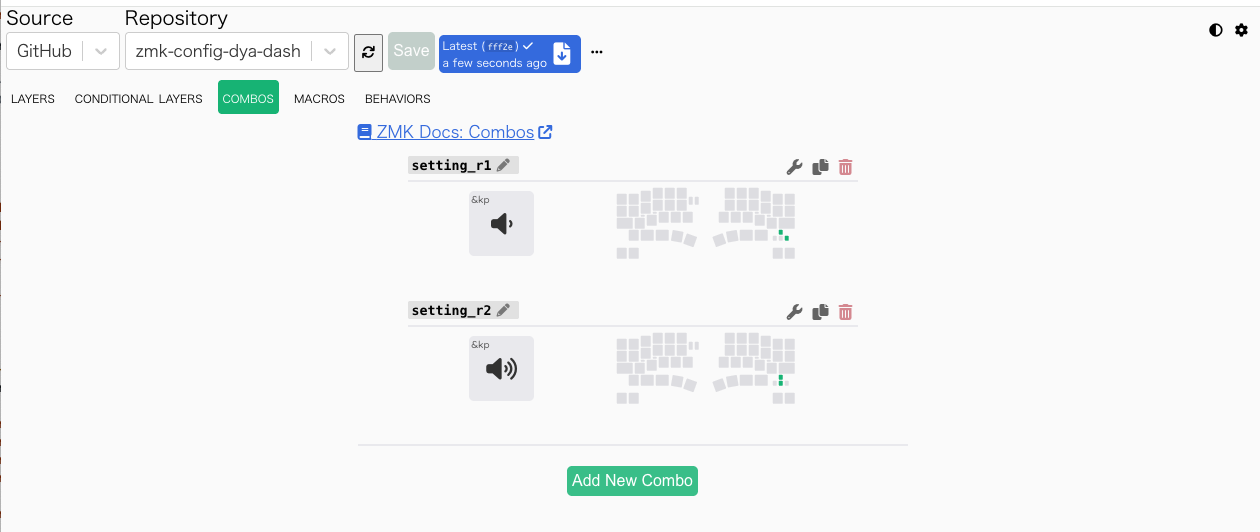 Source Repository
GitHub zmk-config-dya-dash Save Latest (fff2e)
a few seconds ago
LAYERS CONDITIONAL LAYERS COMBOS MACROS BEHAVIORS
ZMK Docs: Combos
setting_r1
&kp
setting_r2
&kp
Add New Combo